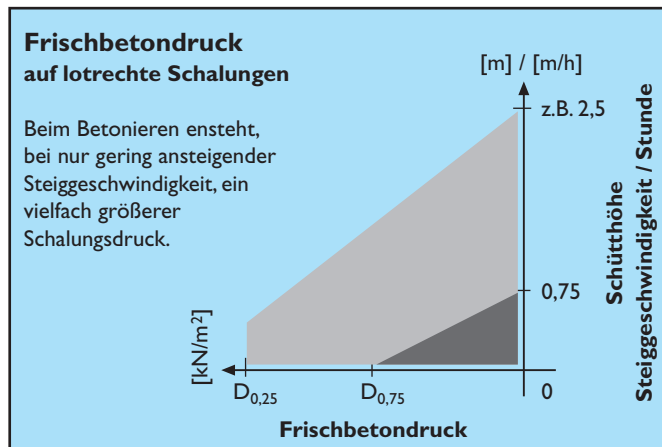 Frischbetondruck
auf lotrechte Schalungen
Beim Betonieren ensteht,
bei nur gering ansteigender
Steiggeschwindigkeit, ein
vielfach größerer
Schalungsdruck.
[m] / [m/h]
z.B. 2,5
0,75
0
Schütthöhe
Steiggeschwindigkeit / Stunde
[kN/m²]
D0,25
D0,75
Frischbetondruck